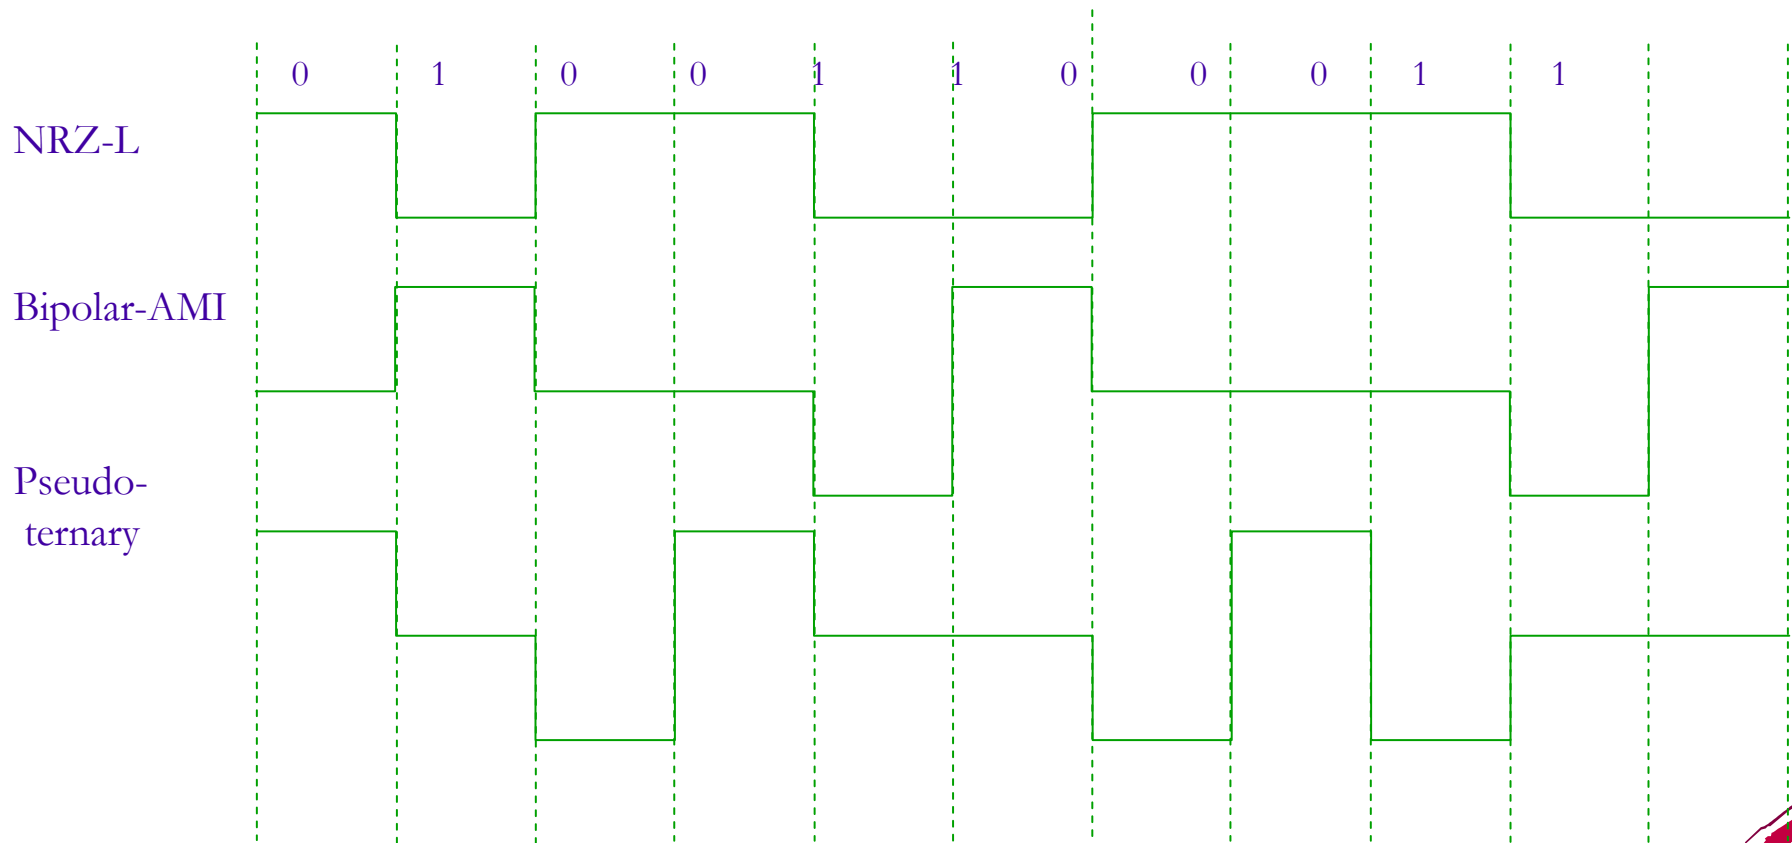 0 1 0 0 1 1 0 0 0 1 1
NRZ-L
Bipolar-AMI
Pseudo-
ternary